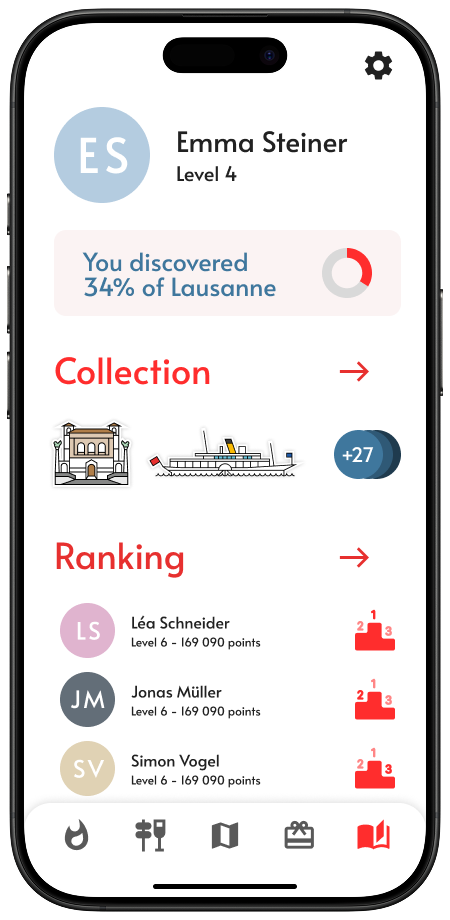 ES
Emma Steiner
Level 4
You discovered
34% of Lausanne
Collection
+27
Ranking
LS
Léa Schneider
Level 6 - 169 090 points
1
2
3
JM
Jonas Müller
Level 6 - 169 090 points
1
2
3
SV
Simon Vogel
Level 6 - 169 090 points
1
2
3